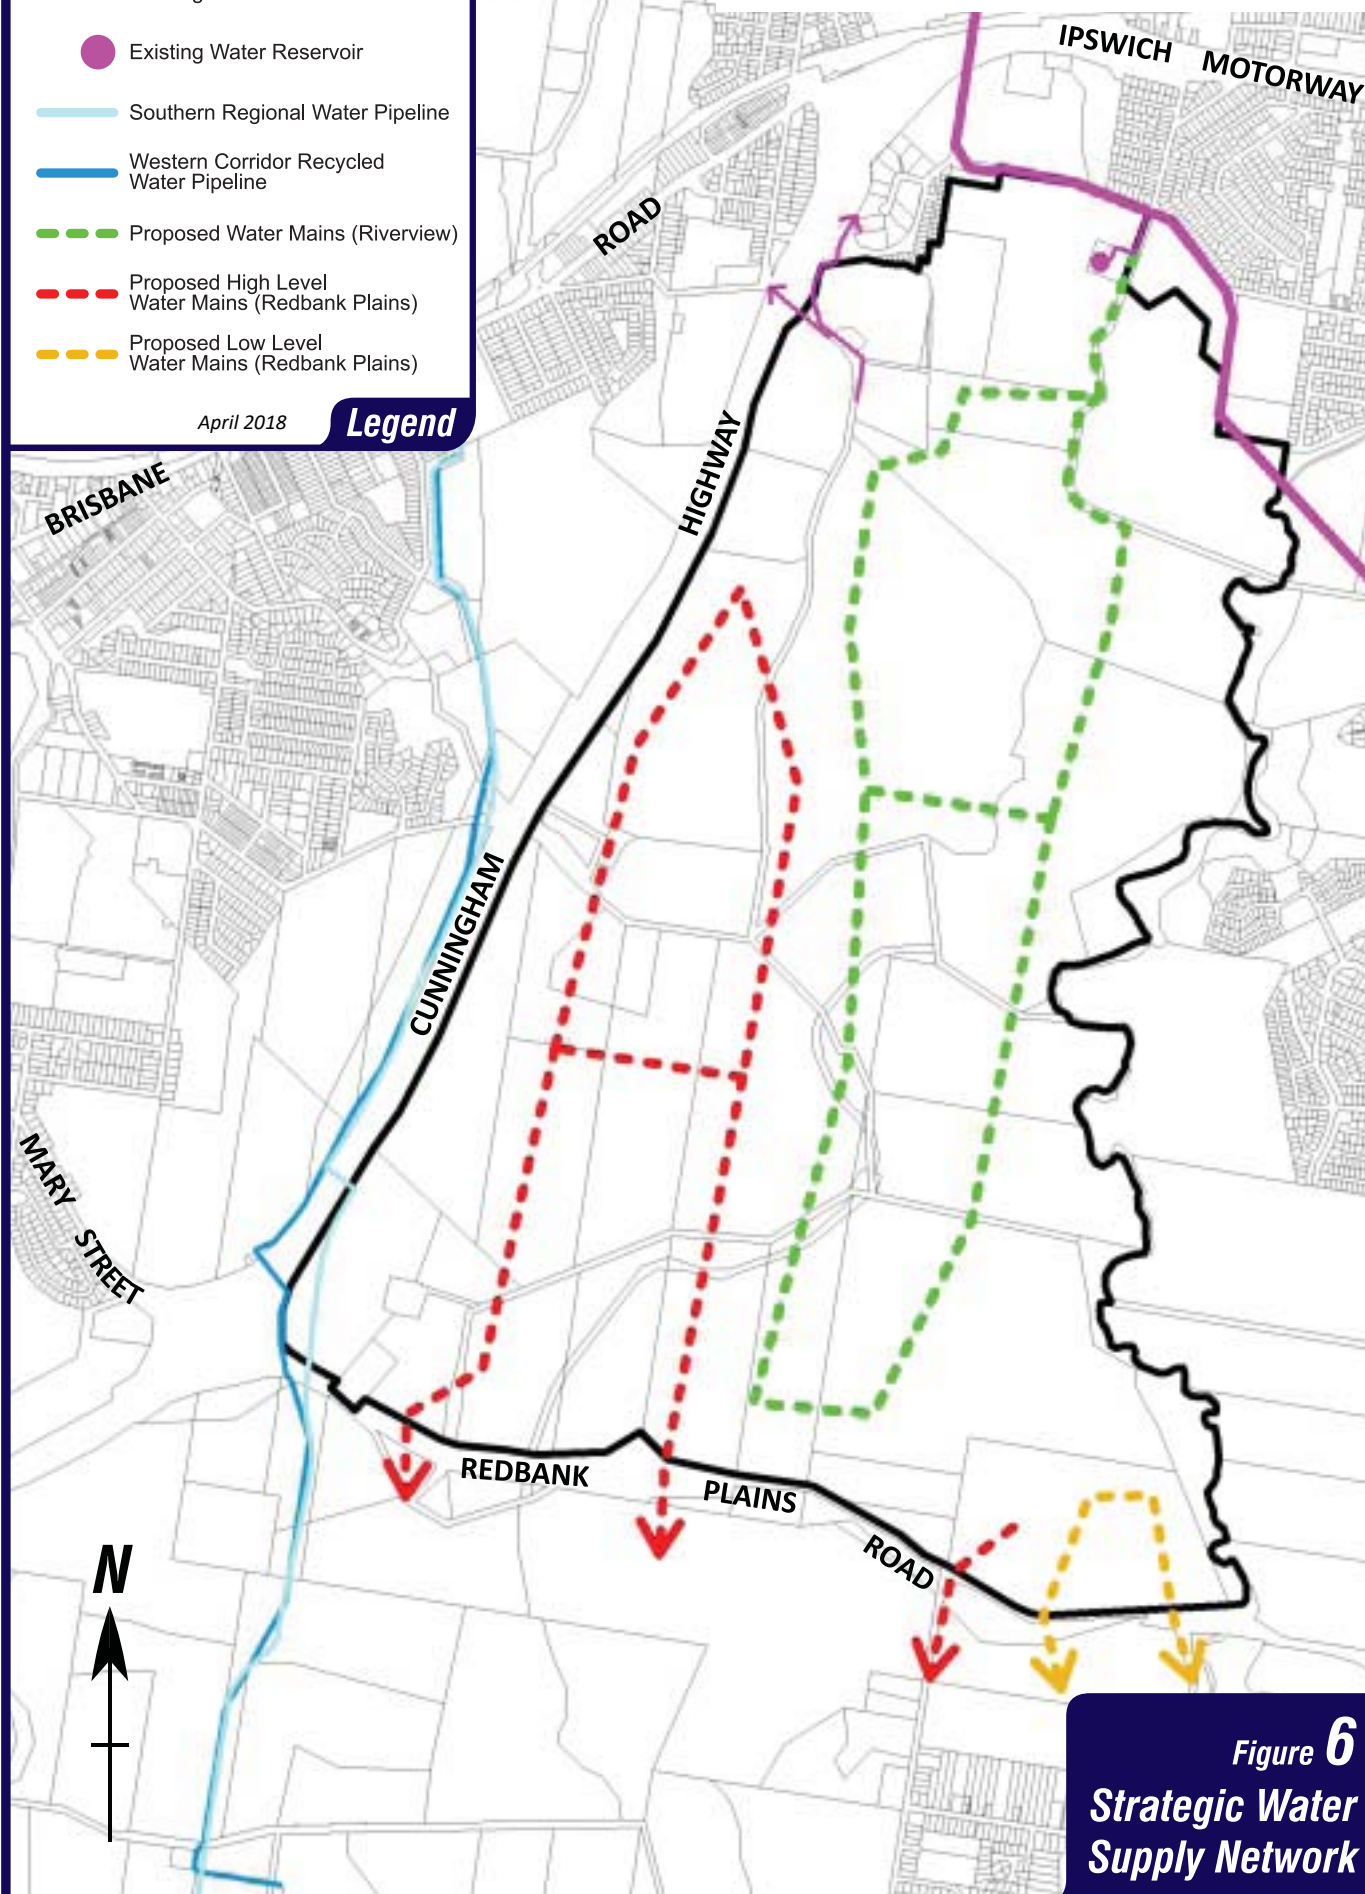 Existing Water Reservoir
Southern Regional Water Pipeline
Western Corridor Recycled
Water Pipeline
Proposed Water Mains (Riverview)
Proposed High Level
Water Mains (Redbank Plains)
Proposed Low Level
Water Mains (Redbank Plains)
April 2018
Legend
IPSWICH MOTORWAY
ROAD
BRISBANE
HIGHWAY
CUNNINGHAM
MARY STREET
REDBANK
PLAINS
ROAD
N
Figure 6
Strategic Water
Supply Network